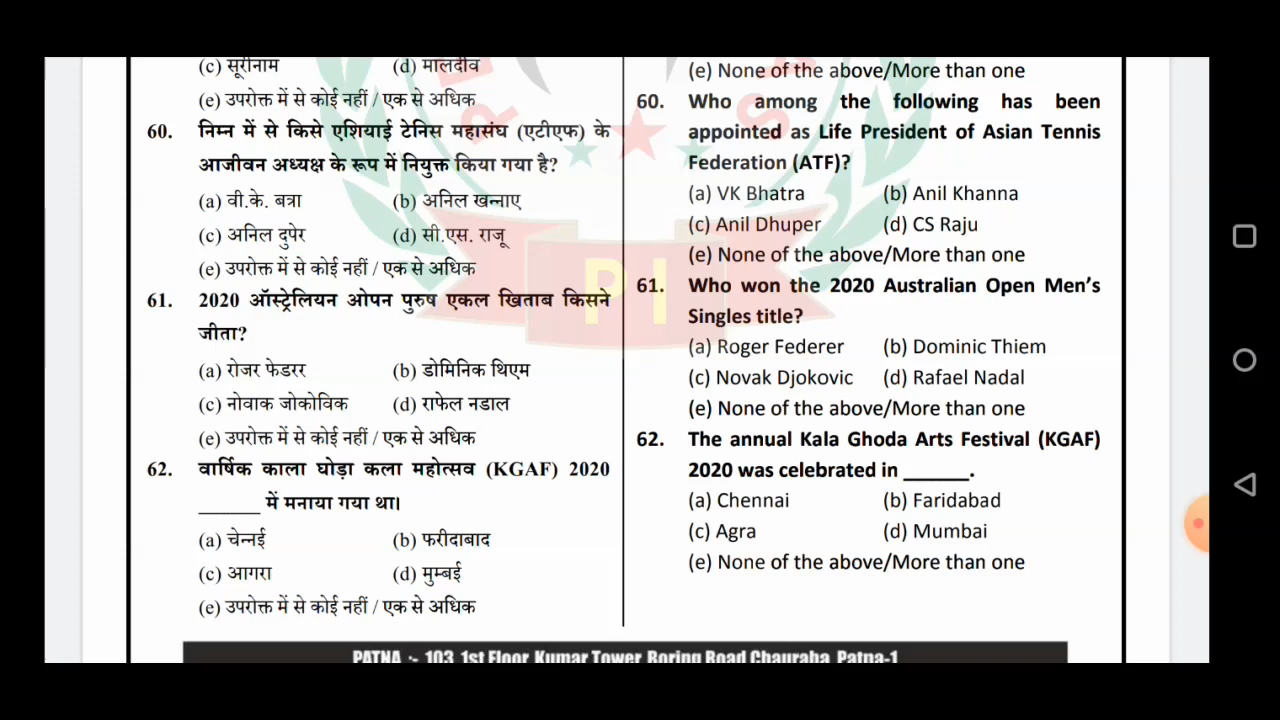 (c) सूरीनाम (d) मालदीव
(e) उपरोक्त में से कोई नहीं / एक से अधिक
60. निम्न में से किसे एशियाई टेनिस महासंघ (एटीएफ) के
आजीवन अध्यक्ष के रूप में नियुक्त किया गया है?
(a) वी.के. बत्रा (b) अनिल खन्नाए
(c) अनिल दुपेर (d) सी.एस. राजू
(e) उपरोक्त में से कोई नहीं / एक से अधिक
61. 2020 ऑस्ट्रेलियन ओपन पुरुष एकल खिताब किसने
जीता?
(a) रोजर फेडरर (b) डोमिनिक थिएम
(c) नोवाक जोकोविक (d) राफेल नडाल
(e) उपरोक्त में से कोई नहीं / एक से अधिक
62. वार्षिक काला घोड़ा कला महोत्सव (KGAF) 2020
______ में मनाया गया था।
(a) चेन्नई (b) फरीदाबाद
(c) आगरा (d) मुम्बई
(e) उपरोक्त में से कोई नहीं / एक से अधिक
(e) None of the above/More than one
60. Who among the following has been
appointed as Life President of Asian Tennis
Federation (ATF)?
(a) VK Bhatra (b) Anil Khanna
(c) Anil Dhuper (d) CS Raju
(e) None of the above/More than one
61. Who won the 2020 Australian Open Men's
Singles title?
(a) Roger Federer (b) Dominic Thiem
(c) Novak Djokovic (d) Rafael Nadal
(e) None of the above/More than one
62. The annual Kala Ghoda Arts Festival (KGAF)
2020 was celebrated in ______.
(a) Chennai (b) Faridabad
(c) Agra (d) Mumbai
(e) None of the above/More than one
PI
PATNA :- 103, 1st Floor, Kumar Tower, Boring Road Chauraha, Patna-1